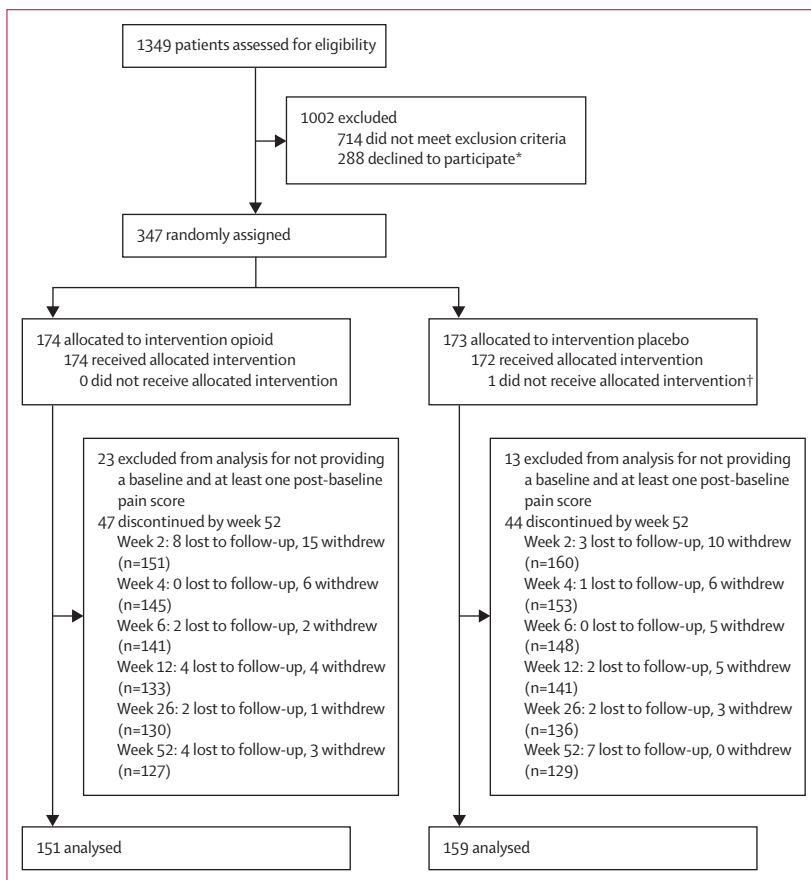 1349 patients assessed for eligibility
1002 excluded
714 did not meet exclusion criteria
288 declined to participate*
347 randomly assigned
174 allocated to intervention opioid
174 received allocated intervention
0 did not receive allocated intervention
173 allocated to intervention placebo
172 received allocated intervention
1 did not receive allocated intervention†
23 excluded from analysis for not providing
a baseline and at least one post-baseline
pain score
47 discontinued by week 52
Week 2: 8 lost to follow-up, 15 withdrew
(n=151)
Week 4: 0 lost to follow-up, 6 withdrew
(n=145)
Week 6: 2 lost to follow-up, 2 withdrew
(n=141)
Week 12: 4 lost to follow-up, 4 withdrew
(n=133)
Week 26: 2 lost to follow-up, 1 withdrew
(n=130)
Week 52: 4 lost to follow-up, 3 withdrew
(n=127)
13 excluded from analysis for not providing
a baseline and at least one post-baseline
pain score
44 discontinued by week 52
Week 2: 3 lost to follow-up, 10 withdrew
(n=160)
Week 4: 1 lost to follow-up, 6 withdrew
(n=153)
Week 6: 0 lost to follow-up, 5 withdrew
(n=148)
Week 12: 2 lost to follow-up, 5 withdrew
(n=141)
Week 26: 2 lost to follow-up, 3 withdrew
(n=136)
Week 52: 7 lost to follow-up, 0 withdrew
(n=129)
151 analysed
159 analysed